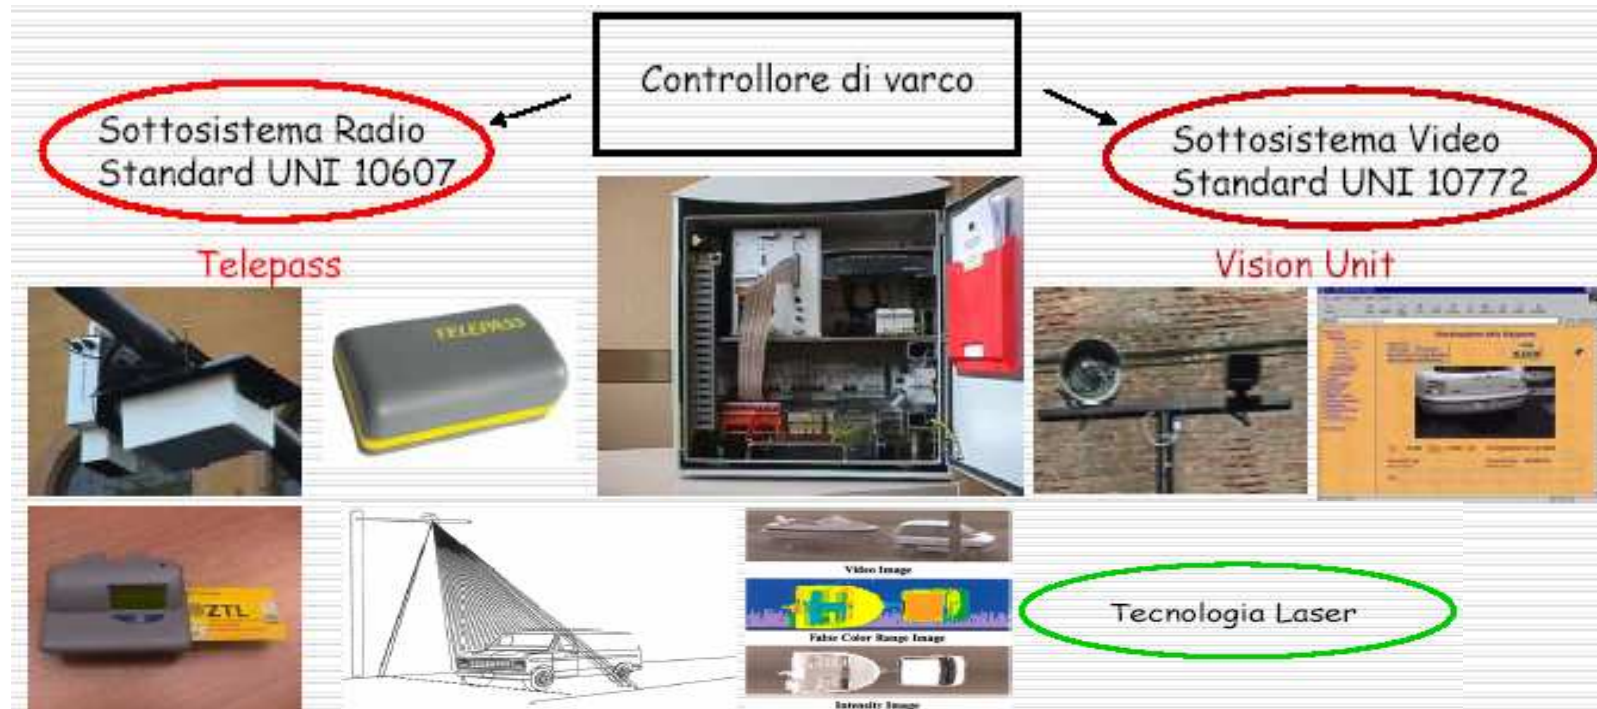 Controllore di varco
Sottosistema Radio
Standard UNI 10607
Sottosistema Video
Standard UNI 10772
Telepass
Vision Unit
TELEPASS
ZTL
Video Image
False Color Range Image
Intensity Image
Tecnologia Laser